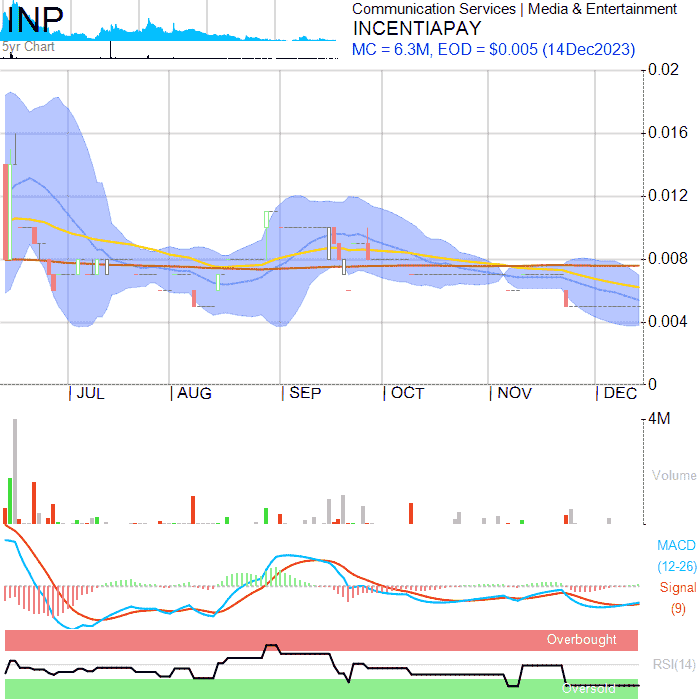 INP
5yr Chart
Communication Services | Media & Entertainment
INCENTIAPAY
MC = 6.3M, EOD = $0.005 (14Dec2023)
0.02
0.016
0.012
0.008
0.004
0
JUL
AUG
SEP
OCT
NOV
DEC
4M
Volume
MACD
(12-26)
Signal
(9)
Overbought
RSI(14)
Oversold